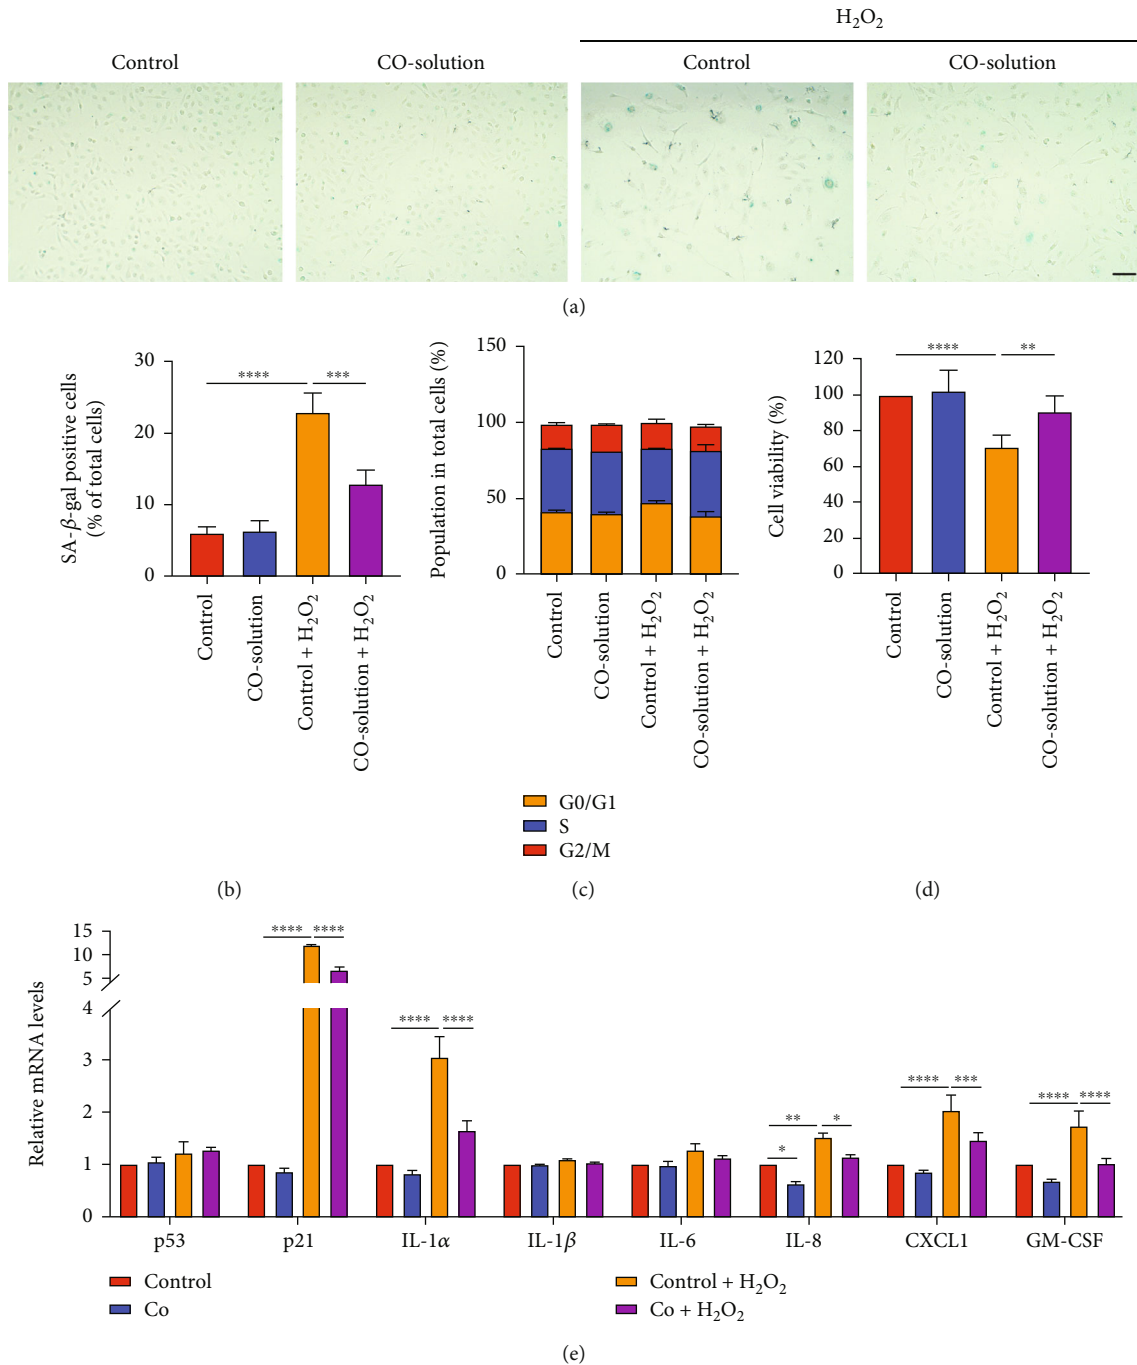 H₂O₂
Control CO-solution Control CO-solution
(a)
SA-β-gal positive cells
(% of total cells)
30
20
10
0
****
***
Control
CO-solution
Control + H₂O₂
CO-solution + H₂O₂
(b)
Population in total cells (%)
150
100
50
0
Control
CO-solution
Control + H₂O₂
CO-solution + H₂O₂
G0/G1
S
G2/M
(c)
Cell viability (%)
120
100
80
60
40
20
0
****
**
Control
CO-solution
Control + H₂O₂
CO-solution + H₂O₂
(d)
Relative mRNA levels
15
10
5
4
3
2
1
0
**** ****
**** ****
** *
*
**** ***
**** ****
p53 p21 IL-1α IL-1β IL-6 IL-8 CXCL1 GM-CSF
Control Control + H₂O₂
Co Co + H₂O₂
(e)